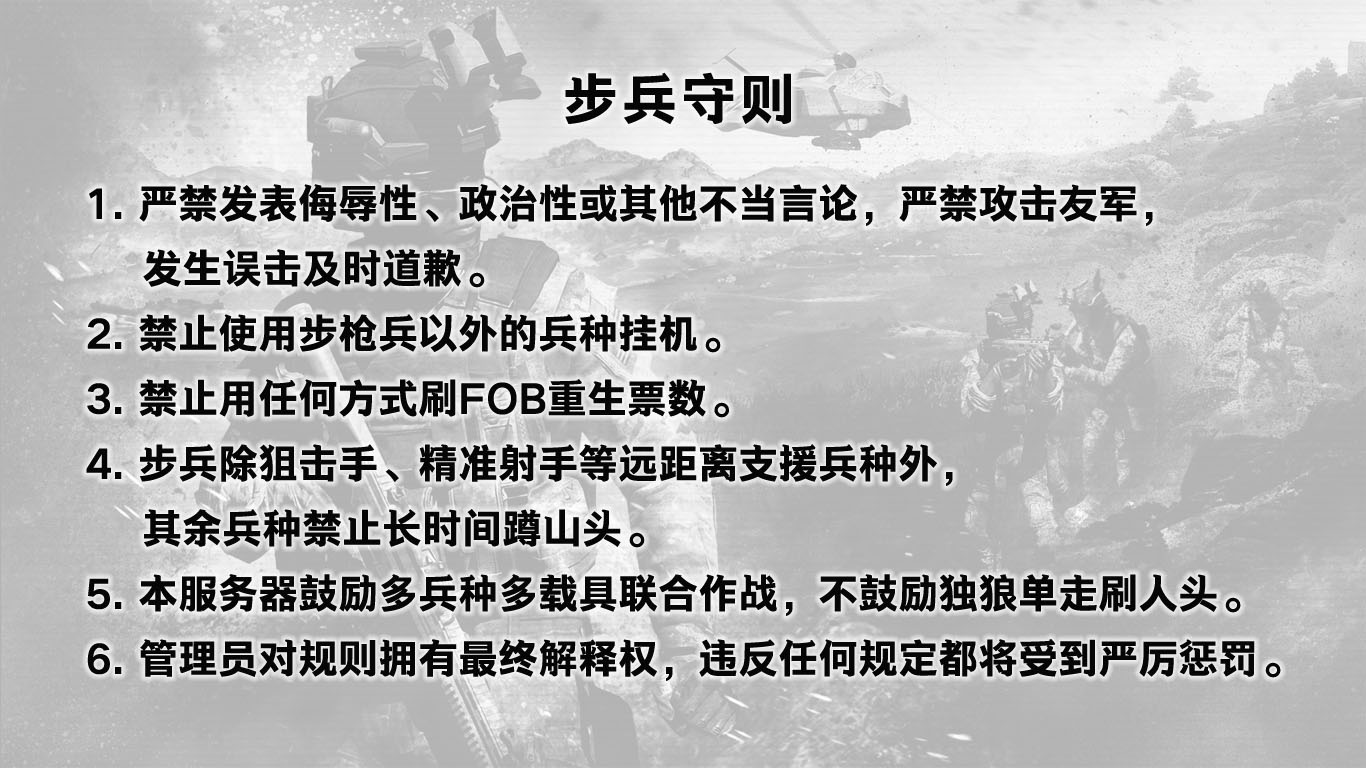 步兵守则
1. 严禁发表侮辱性、政治性或其他不当言论，严禁攻击友军，
发生误击及时道歉。
2. 禁止使用步枪兵以外的兵种挂机。
3. 禁止用任何方式刷FOB重生票数。
4. 步兵除狙击手、精准射手等远距离支援兵种外，
其余兵种禁止长时间蹲山头。
5. 本服务器鼓励多兵种多载具联合作战，不鼓励独狼单走刷人头。
6. 管理员对规则拥有最终解释权，违反任何规定都将受到严厉惩罚。